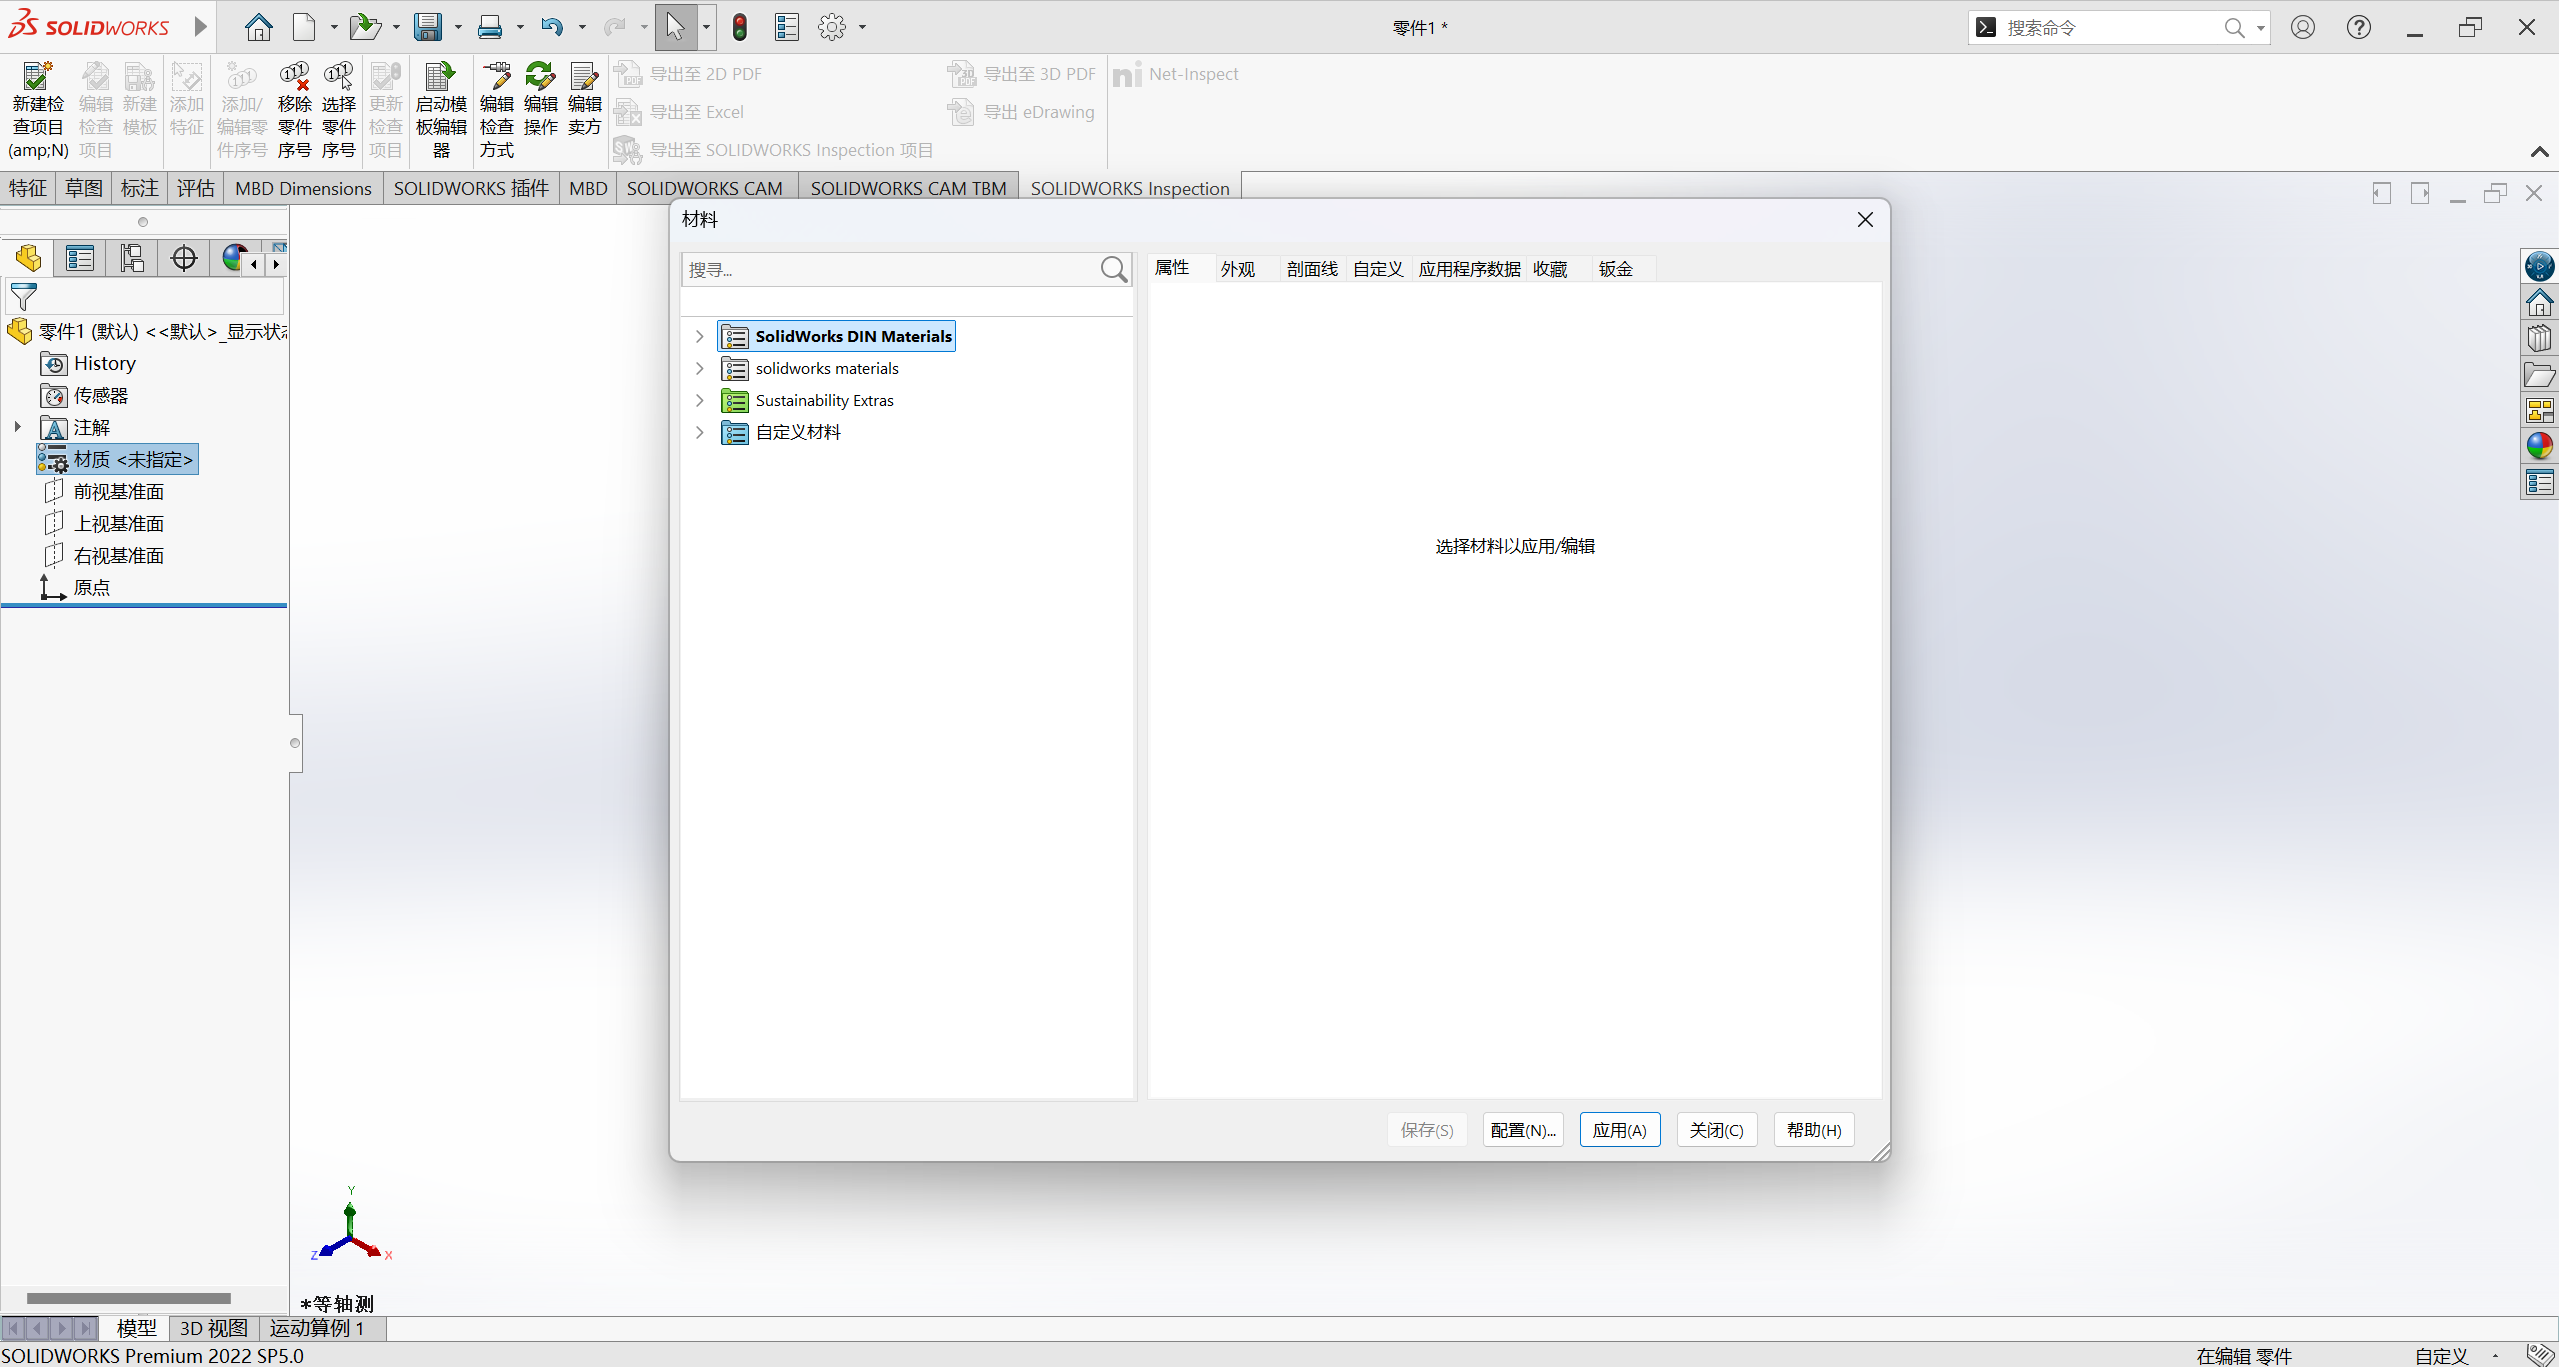 SOLIDWORKS
零件1 *
搜索命令
新建检查项目(amp;N)
编辑检查项目
新建模板
添加特征
添加/编辑零件序号
移除零件序号
选择零件序号
更新检查项目
启动模板编辑器
编辑检查方式
编辑操作
编辑卖方
导出至 2D PDF
导出至 Excel
导出至 SOLIDWORKS Inspection 项目
导出至 3D PDF
导出 eDrawing
Net-Inspect
特征 草图 标注 评估 MBD Dimensions SOLIDWORKS 插件 MBD SOLIDWORKS CAM SOLIDWORKS CAM TBM SOLIDWORKS Inspection
零件1 (默认) <<默认>_显示状态
History
传感器
注解
材质 <未指定>
前视基准面
上视基准面
右视基准面
原点
材料
搜寻...
SolidWorks DIN Materials
solidworks materials
Sustainability Extras
自定义材料
属性 外观 剖面线 自定义 应用程序数据 收藏 钣金
选择材料以应用/编辑
保存(S) 配置(N)... 应用(A) 关闭(C) 帮助(H)
Y
Z
X
*等轴测
模型 3D 视图 运动算例 1
SOLIDWORKS Premium 2022 SP5.0
在编辑 零件
自定义